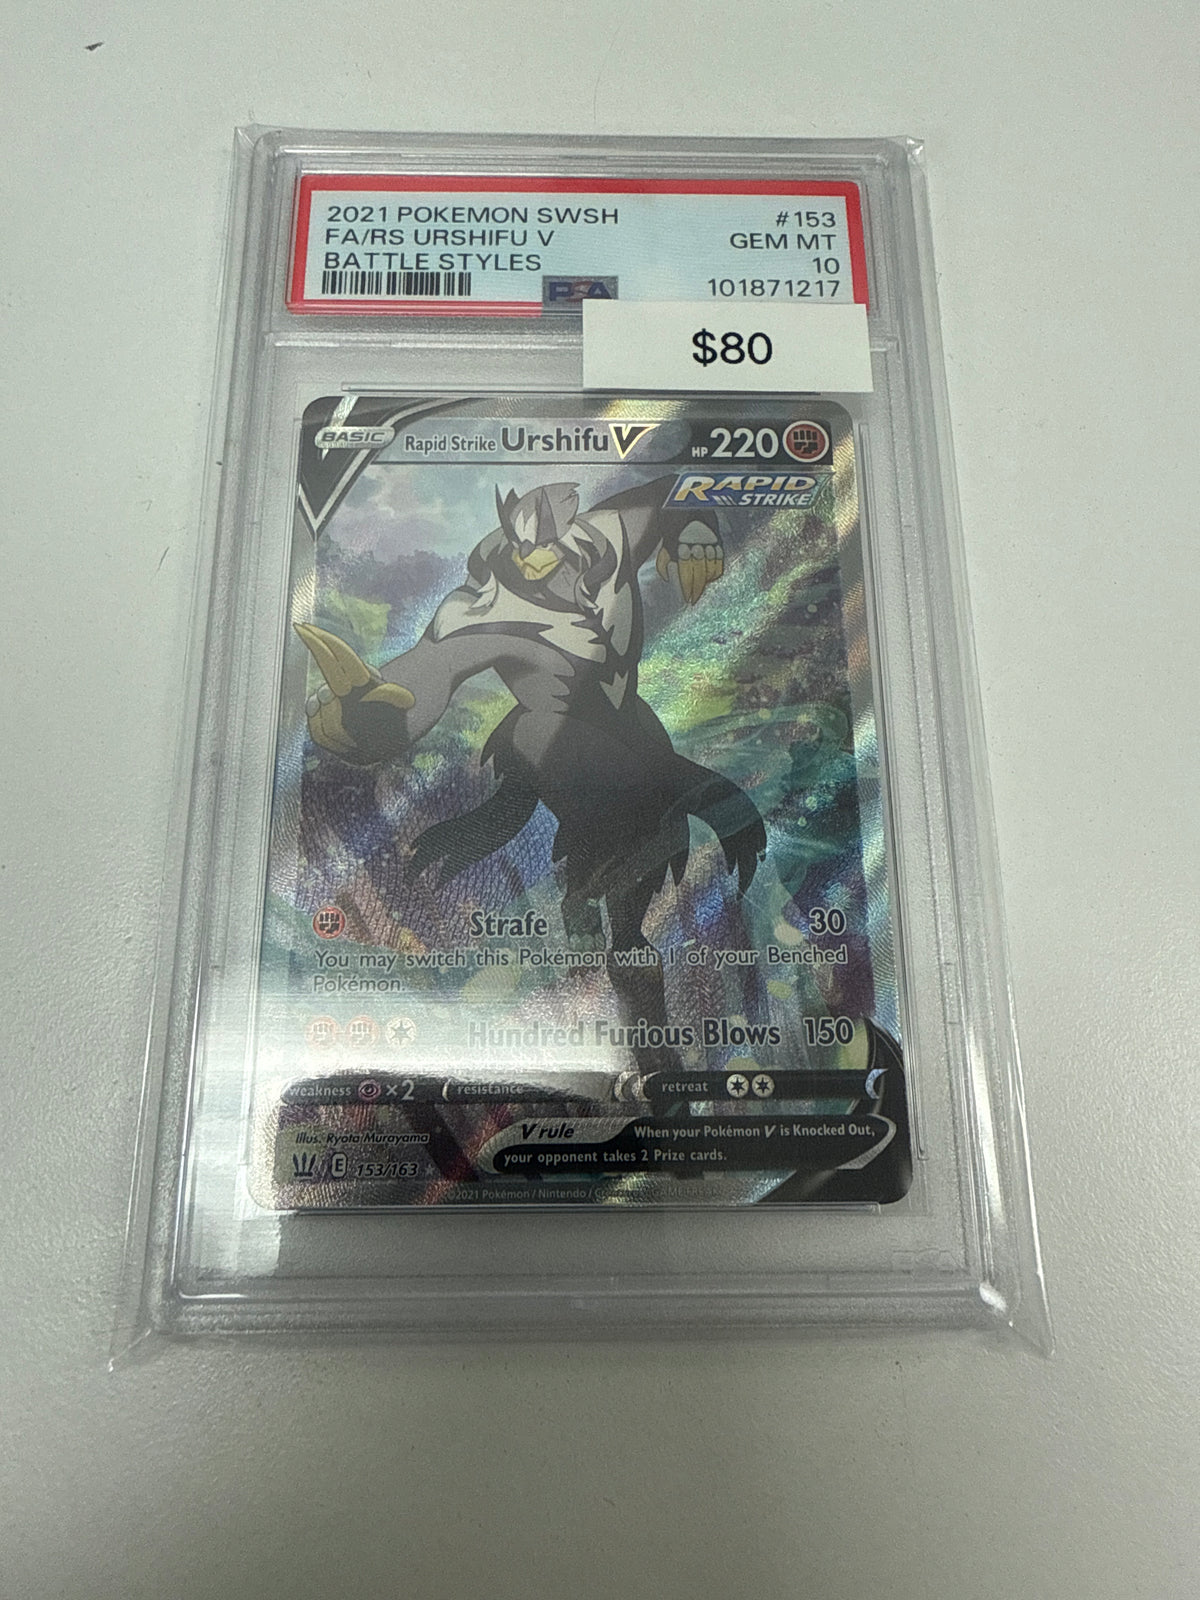 2021 POKEMON SWSH #153
FA/RS URSHIFU V GEM MT
BATTLE STYLES 10
PSA 101871217
$80
BASIC Rapid Strike Urshifu V HP 220
RAPID
STRIKE
Strafe 30
You may switch this Pokémon with 1 of your Benched
Pokémon.
Hundred Furious Blows 150
weakness ×2 resistance retreat
Illus. Ryota Murayama V rule When your Pokémon V is Knocked Out,
your opponent takes 2 Prize cards.
E 153/163
©2021 Pokémon / Nintendo /